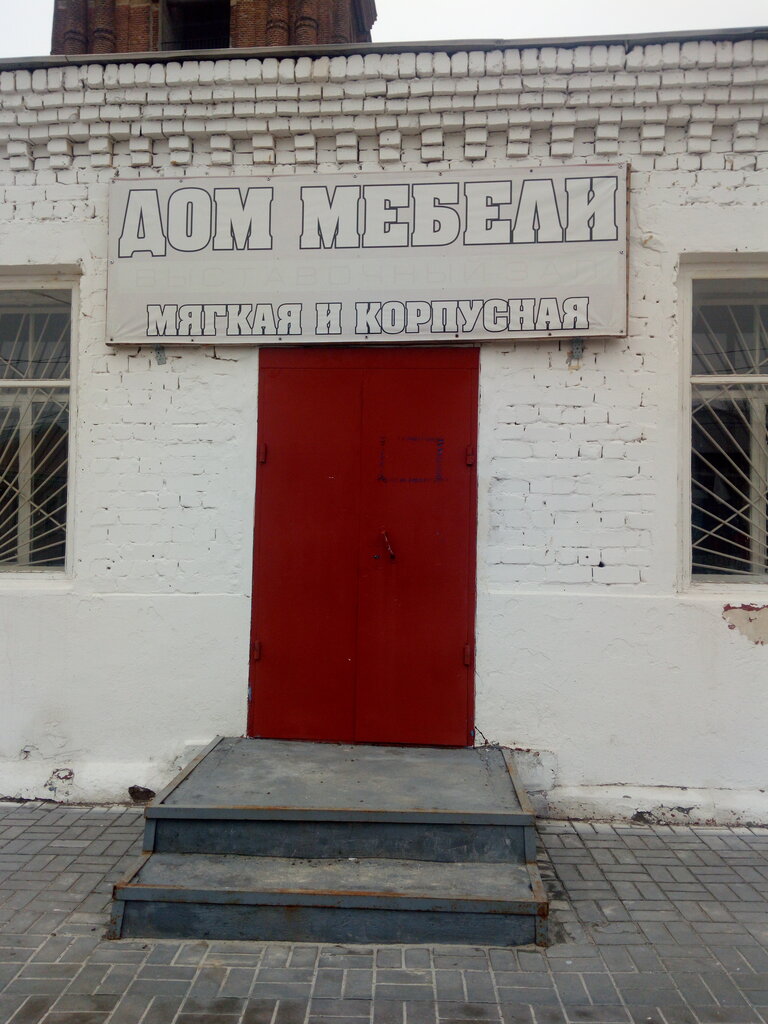 ДОМ МЕБЕЛИ
ВЫСТАВОЧНЫЙ ЗАЛ
МЯГКАЯ И КОРПУСНАЯ